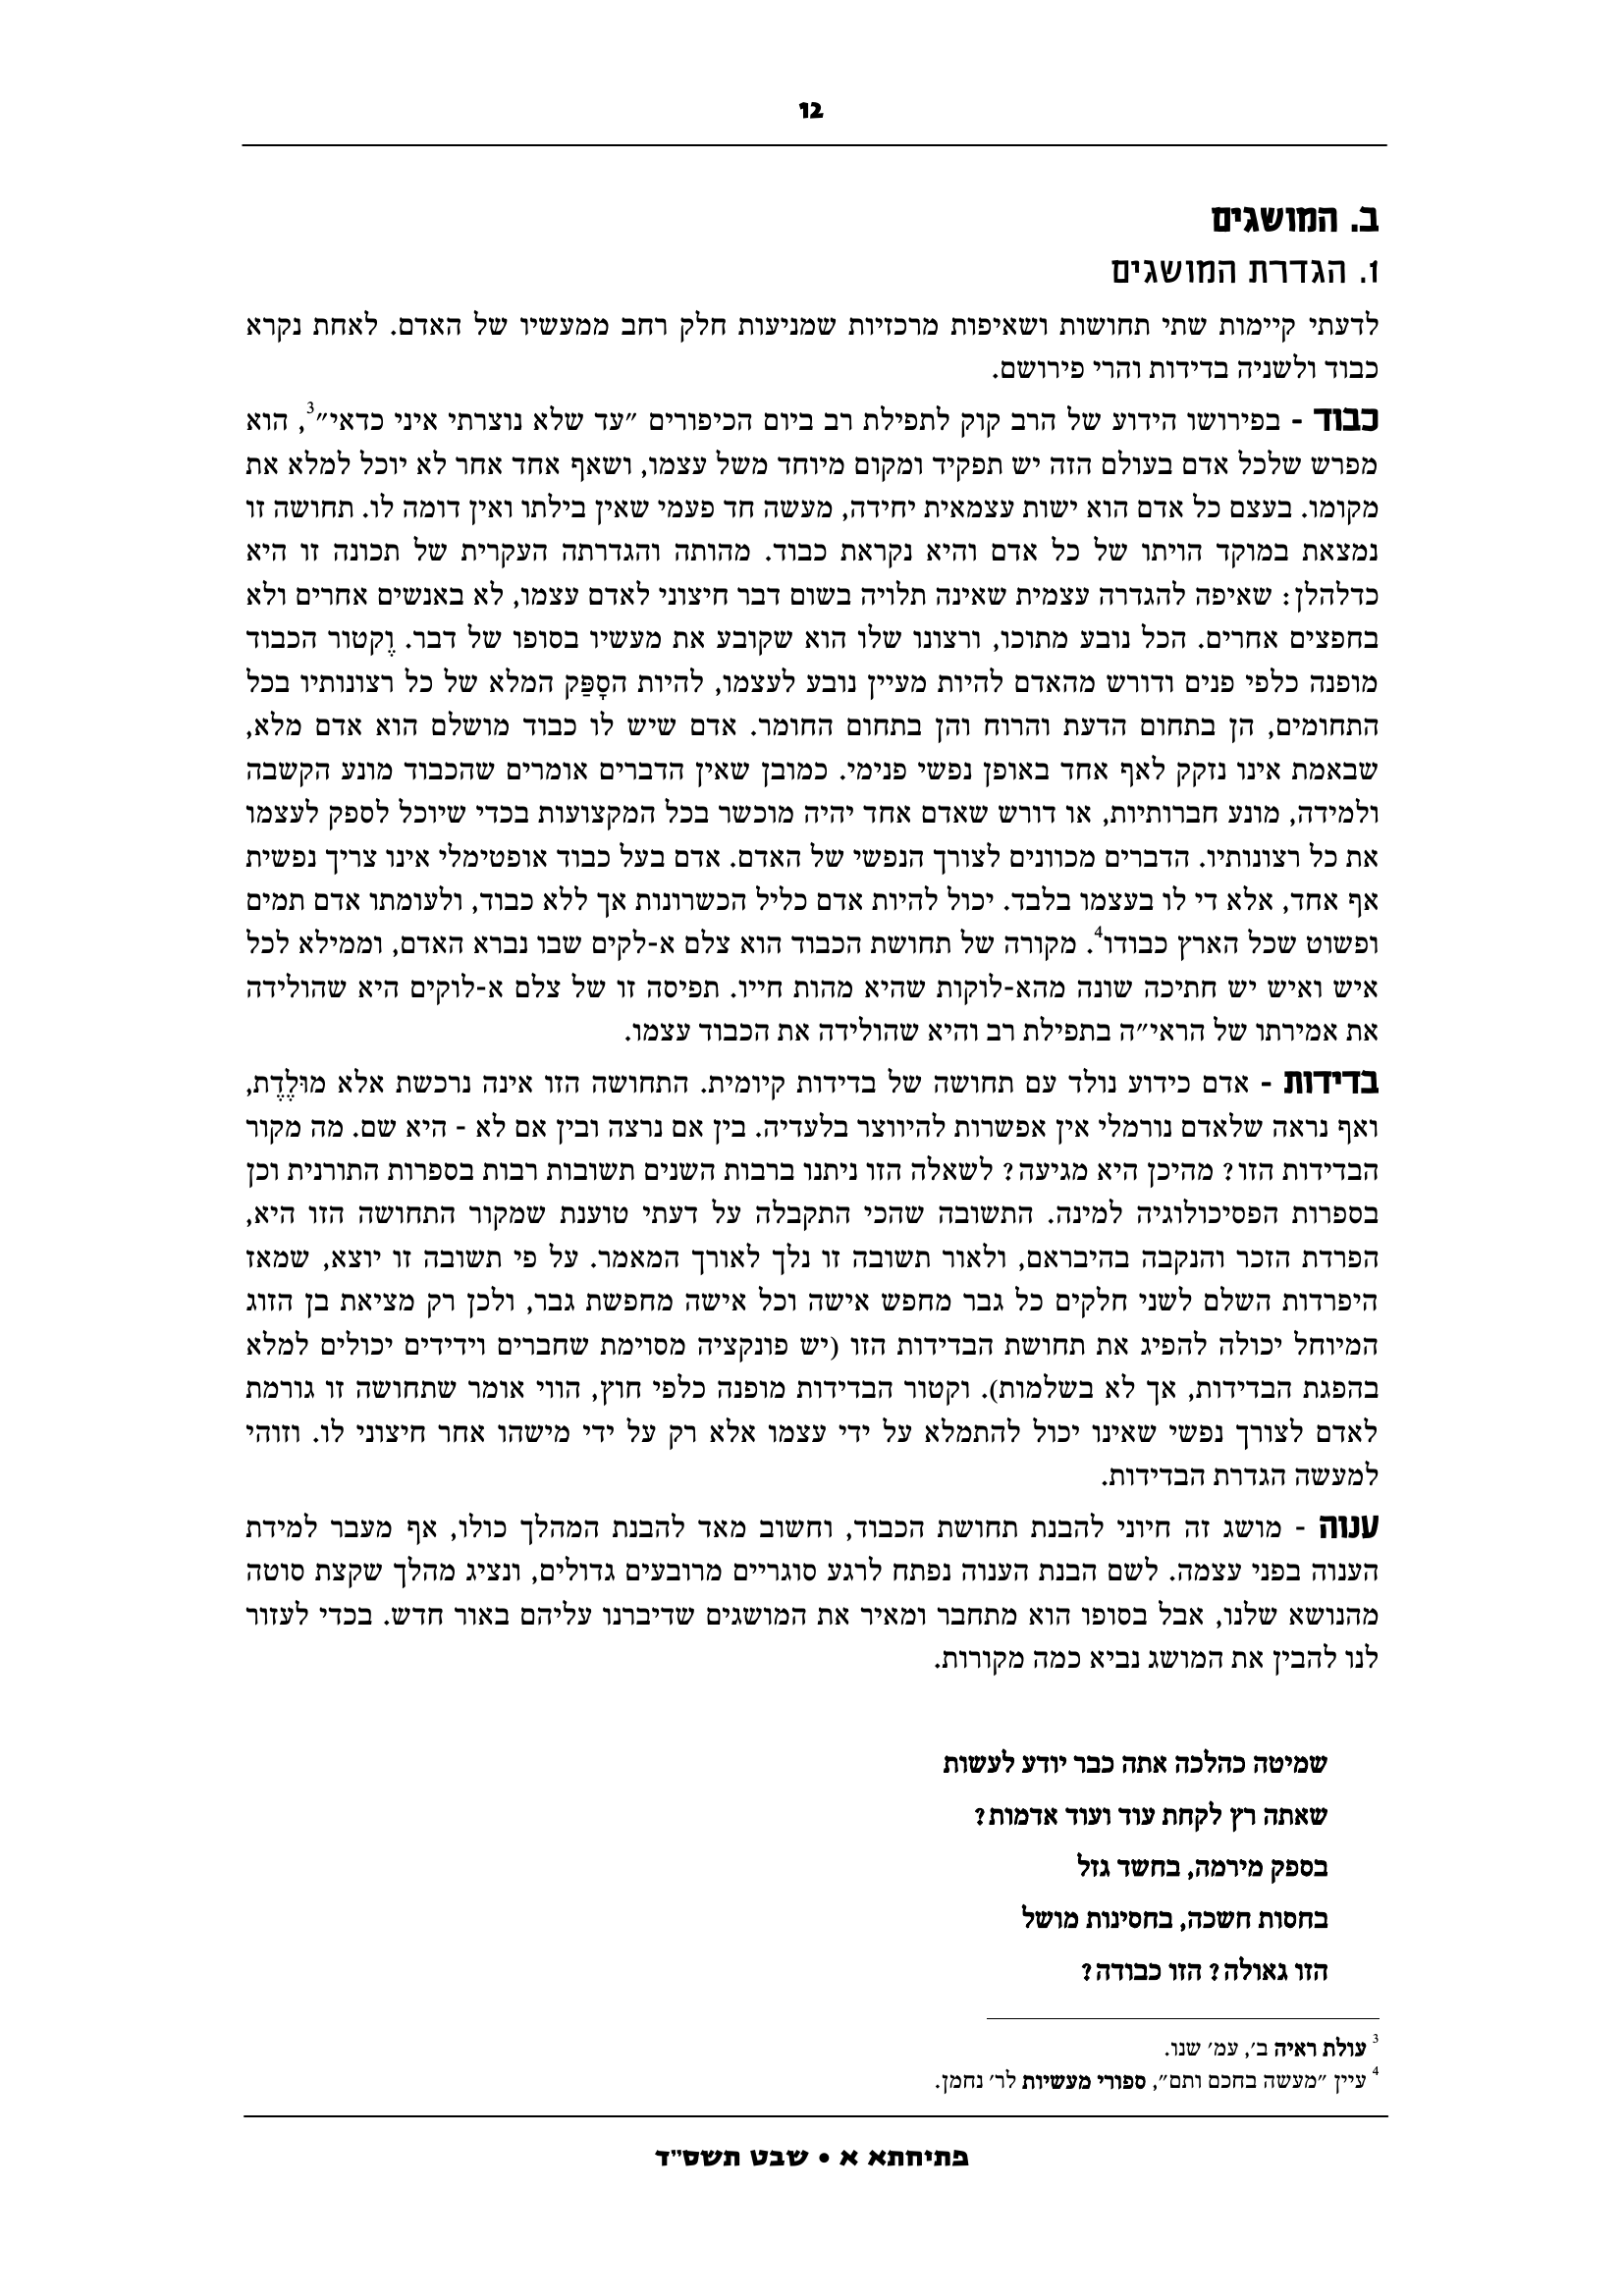 12
ב. המושגים
1. הגדרת המושגים
לדעתי קיימות שתי תחושות ושאיפות מרכזיות שמניעות חלק רחב ממעשיו של האדם. לאחת נקרא
כבוד ולשניה בדידות והרי פירושם.
כבוד - בפירושו הידוע של הרב קוק לתפילת רב ביום הכיפורים ״עד שלא נוצרתי איני כדאי״3, הוא
מפרש שלכל אדם בעולם הזה יש תפקיד ומקום מיוחד משל עצמו, ושאף אחד אחר לא יוכל למלא את
מקומו. בעצם כל אדם הוא ישות עצמאית יחידה, מעשה חד פעמי שאין בילתו ואין דומה לו. תחושה זו
נמצאת במוקד הויתו של כל אדם והיא נקראת כבוד. מהותה והגדרותה העקרית של תכונה זו היא
כדלהלן: שאיפה להגדרה עצמית שאינה תלויה בשום דבר חיצוני לאדם עצמו, לא באנשים אחרים ולא
בחפצים אחרים. הכל נובע מתוכו, ורצונו שלו הוא שקובע את מעשיו בסופו של דבר. וֶקטור הכבוד
מופנה כלפי פנים ודורש מהאדם להיות מעיין נובע לעצמו, להיות הסָפַּק המלא של כל רצונותיו בכל
התחומים, הן בתחום הדעת והרוח והן בתחום החומר. אדם שיש לו כבוד מושלם הוא אדם מלא,
שבאמת אינו נזקק לאף אחד באופן נפשי פנימי. כמובן שאין הדברים אומרים שהכבוד מונע הקשבה
ולמידה, מונע חברותיות, או דורש שאדם אחד יהיה מוכשר בכל המקצועות בכדי שיוכל לספק לעצמו
את כל רצונותיו. הדברים מכוונים לצורך הנפשי של האדם. אדם בעל כבוד אופטימלי אינו צריך נפשית
אף אחד, אלא די לו בעצמו בלבד. יכול להיות אדם כליל הכשרונות אך ללא כבוד, ולעומתו אדם תמים
ופשוט שכל הארץ כבודו4. מקורה של תחושת הכבוד הוא צלם א-לקים שבו נברא האדם, וממילא לכל
איש ואיש יש חתיכה שונה מהא-לוקות שהיא מהות חייו. תפיסה זו של צלם א-לוקים היא שהולידה
את אמירתו של הראי״ה בתפילת רב והיא שהולידה את הכבוד עצמו.
בדידות - אדם כידוע נולד עם תחושה של בדידות קיומית. התחושה הזו אינה נרכשת אלא מוּלֶדֶת,
ואף נראה שלאדם נורמלי אין אפשרות להיווצר בלעדיה. בין אם נרצה ובין אם לא - היא שם. מה מקור
הבדידות הזו? מהיכן היא מגיעה? לשאלה הזו ניתנו ברבות השנים תשובות רבות בספרות התורנית וכן
בספרות הפסיכולוגיה למינה. התשובה שהכי התקבלה על דעתי טוענת שמקור התחושה הזו היא,
הפרדת הזכר והנקבה בהיבראם, ולאור תשובה זו נלך לאורך המאמר. על פי תשובה זו יוצא, שמאז
היפרדות השלם לשני חלקים כל גבר מחפש אישה וכל אישה מחפשת גבר, ולכן רק מציאת בן הזוג
המיוחל יכולה להפיג את תחושת הבדידות הזו (יש פונקציה מסוימת שחברים וידידים יכולים למלא
בהפגת הבדידות, אך לא בשלמות). וקטור הבדידות מופנה כלפי חוץ, הווי אומר שתחושה זו גורמת
לאדם לצורך נפשי שאינו יכול להתמלא על ידי עצמו אלא רק על ידי מישהו אחר חיצוני לו. וזוהי
למעשה הגדרת הבדידות.
ענוה - מושג זה חיוני להבנת תחושת הכבוד, וחשוב מאד להבנת המהלך כולו, אף מעבר למידת
הענוה בפני עצמה. לשם הבנת הענוה נפתח לרגע סוגריים מרובעים גדולים, ונציג מהלך שקצת סוטה
מהנושא שלנו, אבל בסופו הוא מתחבר ומאיר את המושגים שדיברנו עליהם באור חדש. בכדי לעזור
לנו להבין את המושג נביא כמה מקורות.
שמיטה כהלכה אתה כבר יודע לעשות
שאתה רץ לקחת עוד ועוד אדמות?
בספק מירמה, בחשד גזל
בחסות חשכה, בחסינות מושל
הזו גאולה? הזו כבודה?
3 עולת ראיה ב׳, עמ׳ שנו.
4 עיין ״מעשה בחכם ותם״, ספורי מעשיות לר׳ נחמן.
פתיחתא א • שבט תשס״ד